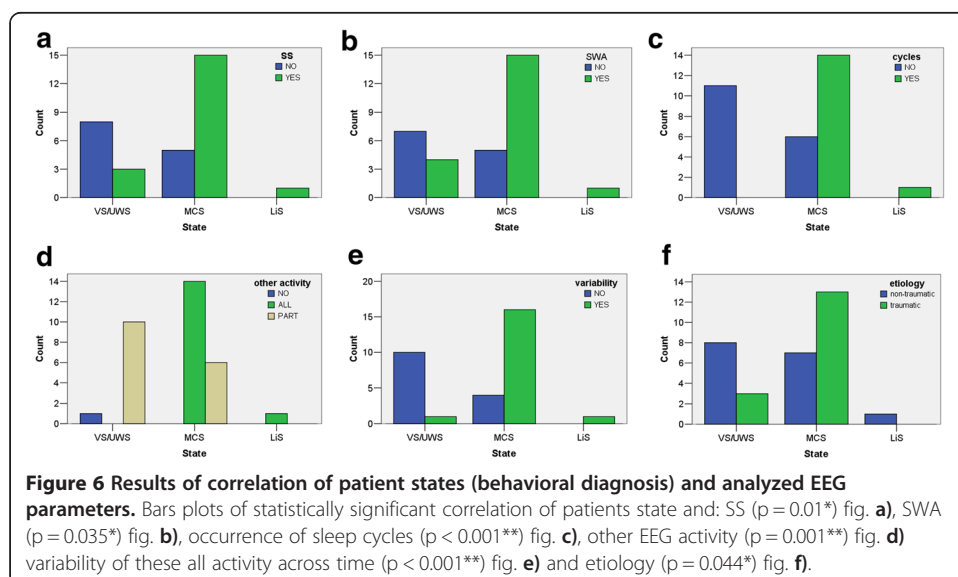 a
SS
NO
YES
15
12
9
6
3
0
Count
VS/UWS MCS LiS
State
b
SWA
NO
YES
15
12
9
6
3
0
Count
VS/UWS MCS LiS
State
c
cycles
NO
YES
14
12
10
8
6
4
2
0
Count
VS/UWS MCS LiS
State
d
other activity
NO
ALL
PART
14
12
10
8
6
4
2
0
Count
VS/UWS MCS LiS
State
e
variability
NO
YES
20
15
10
5
0
Count
VS/UWS MCS LiS
State
f
etiology
non-traumatic
traumatic
14
12
10
8
6
4
2
0
Count
VS/UWS MCS LiS
State
Figure 6 Results of correlation of patient states (behavioral diagnosis) and analyzed EEG
parameters. Bars plots of statistically significant correlation of patients state and: SS (p = 0.01*) fig. a), SWA
(p = 0.035*) fig. b), occurrence of sleep cycles (p < 0.001**) fig. c), other EEG activity (p = 0.001**) fig. d)
variability of these all activity across time (p < 0.001**) fig. e) and etiology (p = 0.044*) fig. f).